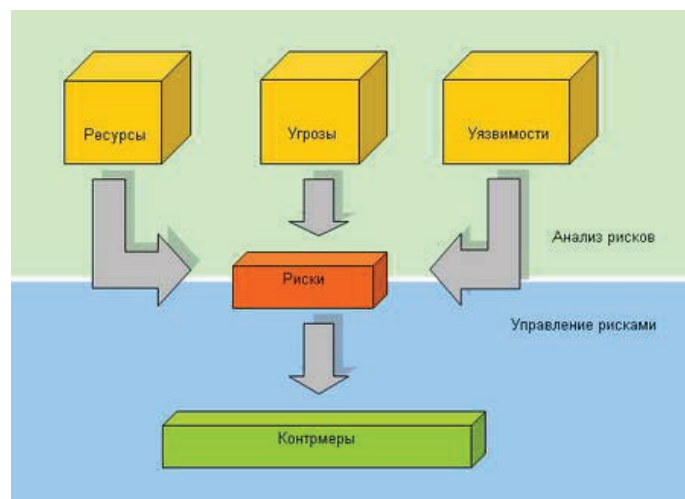 Ресурсы
Угрозы
Уязвимости
Анализ рисков
Риски
Управление рисками
Контрмеры